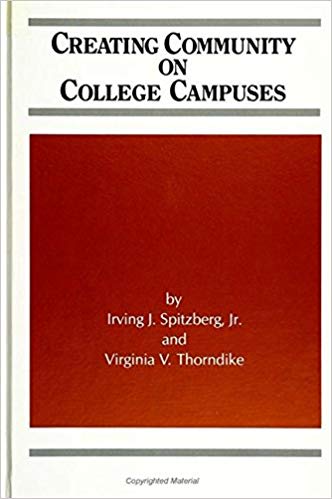 CREATING COMMUNITY
ON
COLLEGE CAMPUSES
by
Irving J. Spitzberg, Jr.
and
Virginia V. Thorndike
Copyrighted Material